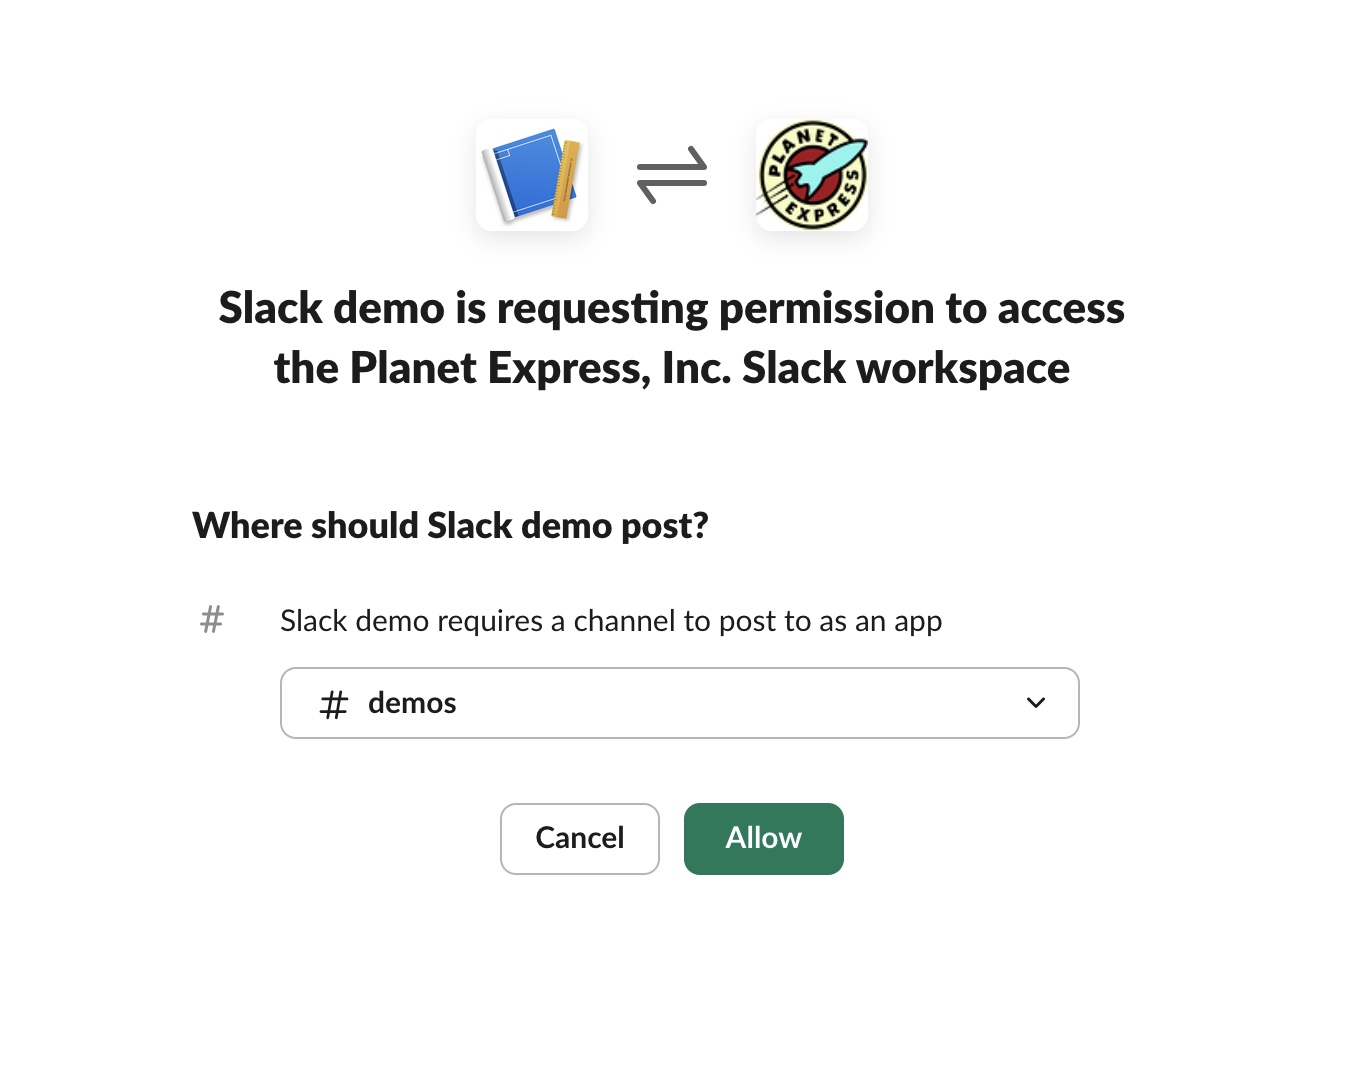 PLANET
EXPRESS
Slack demo is requesting permission to access
the Planet Express, Inc. Slack workspace
Where should Slack demo post?
# Slack demo requires a channel to post to as an app
# demos
Cancel Allow